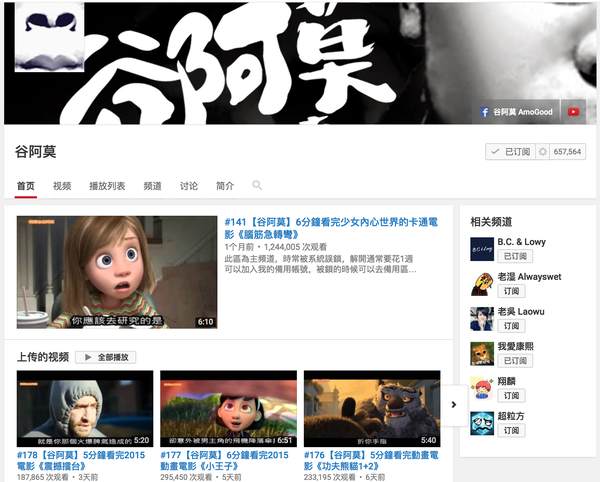 谷阿莫
谷阿莫 AmoGood
谷阿莫
已订阅
657,564
首页
视频
播放列表
频道
讨论
简介
#141【谷阿莫】6分鐘看完少女內心世界的卡通電
影《腦筋急轉彎》
1个月前 • 1,244,005 次观看
此區為主頻道，時常被系統誤鎖，解開通常要花1週
可以加入我的備用帳號，被鎖的時候可以去備用區…
你應該去研究的是
6:10
相关频道
B.C. & Lowy
已订阅
老湿 Alwayswet
订阅
老吳 Laowu
订阅
我愛康熙
已订阅
翔麟
订阅
超粒方
订阅
上传的视频
全部播放
就是你那個火爆脾氣造成的
5:20
卻意外被男主角的飛機降落傘
6:51
折你手指
5:40
#178【谷阿莫】5分鐘看完2015
電影《震撼擂台》
187,865 次观看 • 3天前
#177【谷阿莫】6分鐘看完2015
動畫電影《小王子》
295,450 次观看 • 5天前
#176【谷阿莫】5分鐘看完動畫電
影《功夫熊貓1+2》
233,195 次观看 • 6天前